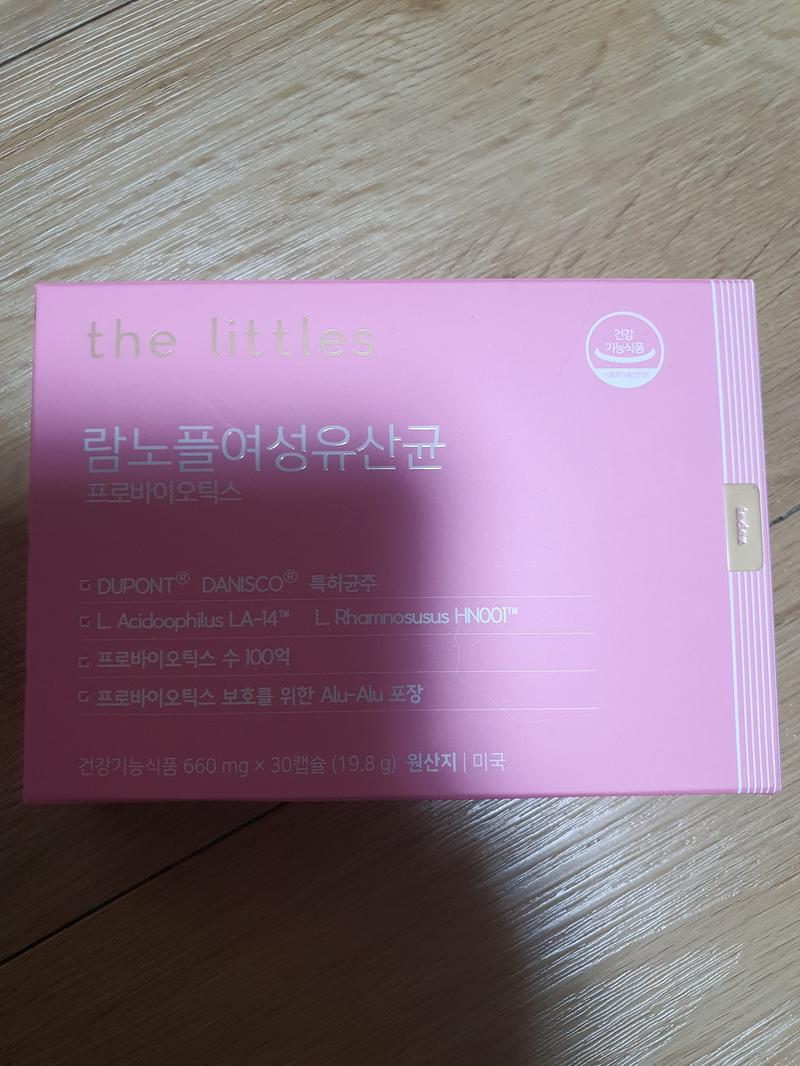 the littles
건강
기능식품
람노플여성유산균
프로바이오틱스
Index
DUPONT® DANISCO® 특허균주
L. Acidoophilus LA-14™ L. Rhamnosusus HN001™
프로바이오틱스 수 100억
프로바이오틱스 보호를 위한 Alu-Alu 포장
건강기능식품 660 mg × 30캡슐 (19.8 g) 원산지 | 미국